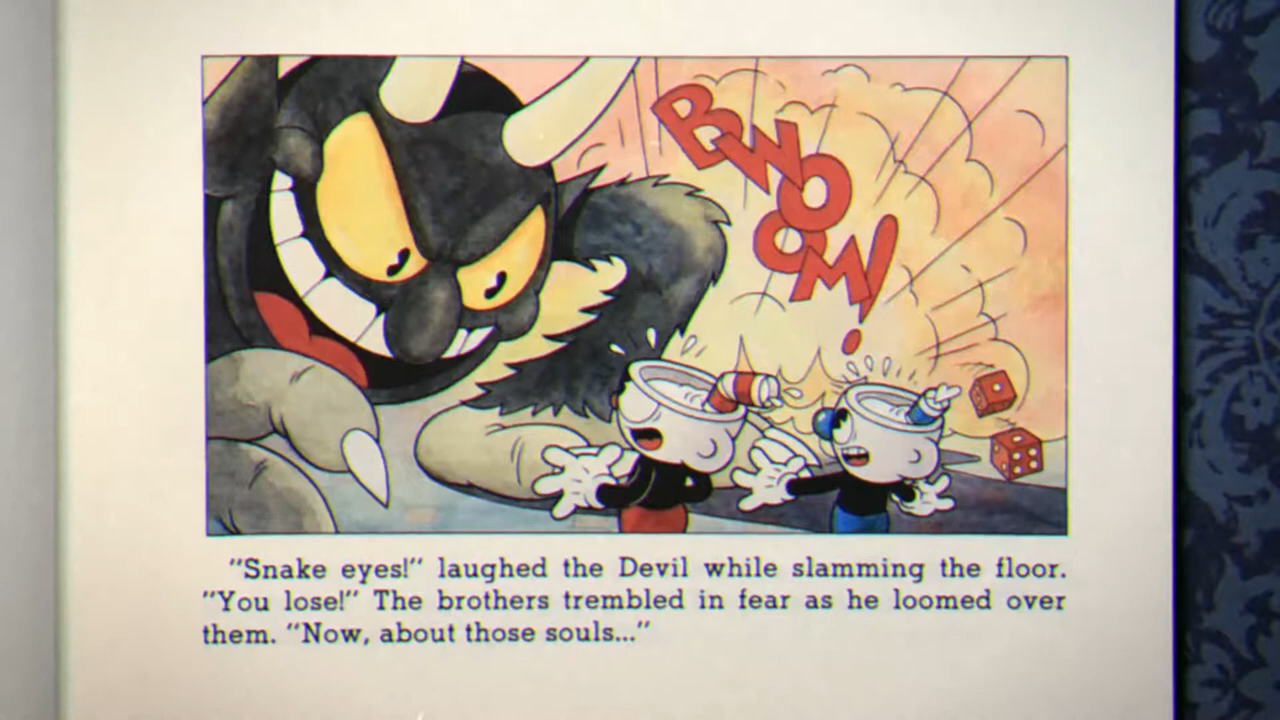 BWOOM!
"Snake eyes!" laughed the Devil while slamming the floor.
"You lose!" The brothers trembled in fear as he loomed over
them. "Now, about those souls..."